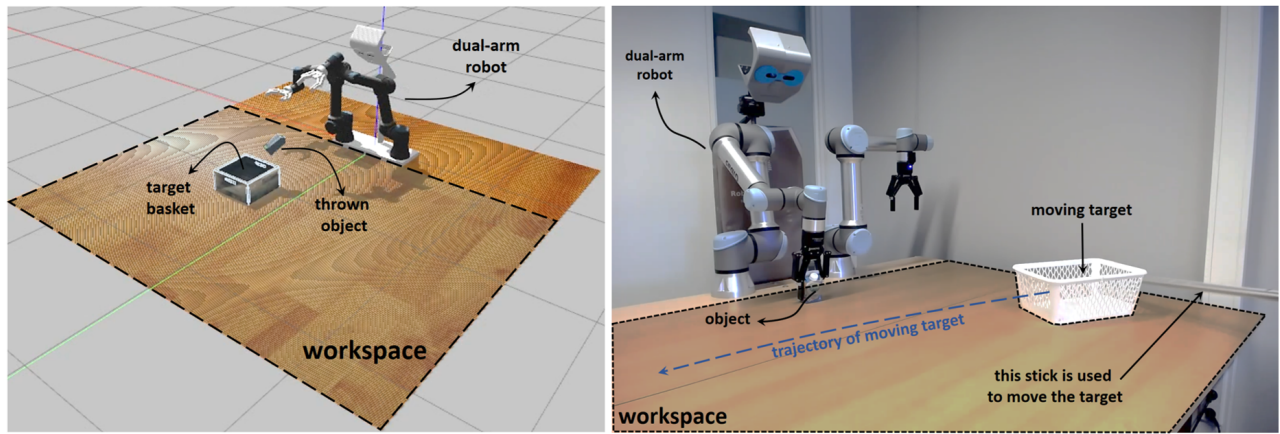 dual-arm
robot
target
basket
thrown
object
workspace
dual-arm
robot
moving target
object
trajectory of moving target
this stick is used
to move the target
workspace